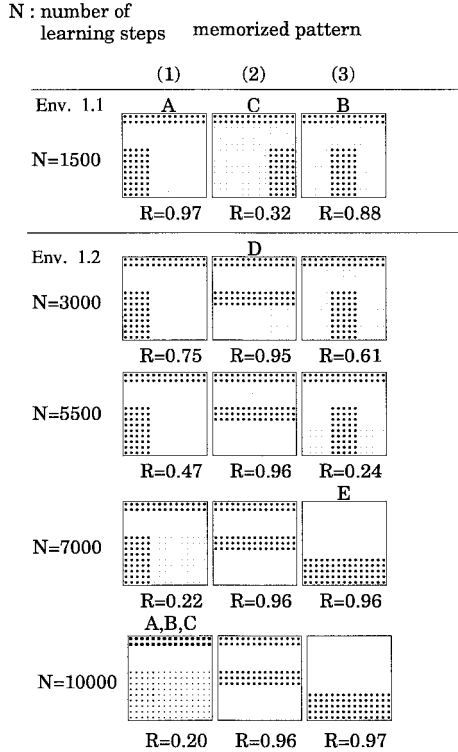 N : number of
learning steps memorized pattern
(1) (2) (3)
Env. 1.1 A C B
N=1500
R=0.97 R=0.32 R=0.88
Env. 1.2 D
N=3000
R=0.75 R=0.95 R=0.61
N=5500
R=0.47 R=0.96 R=0.24
E
N=7000
R=0.22 R=0.96 R=0.96
A,B,C
N=10000
R=0.20 R=0.96 R=0.97